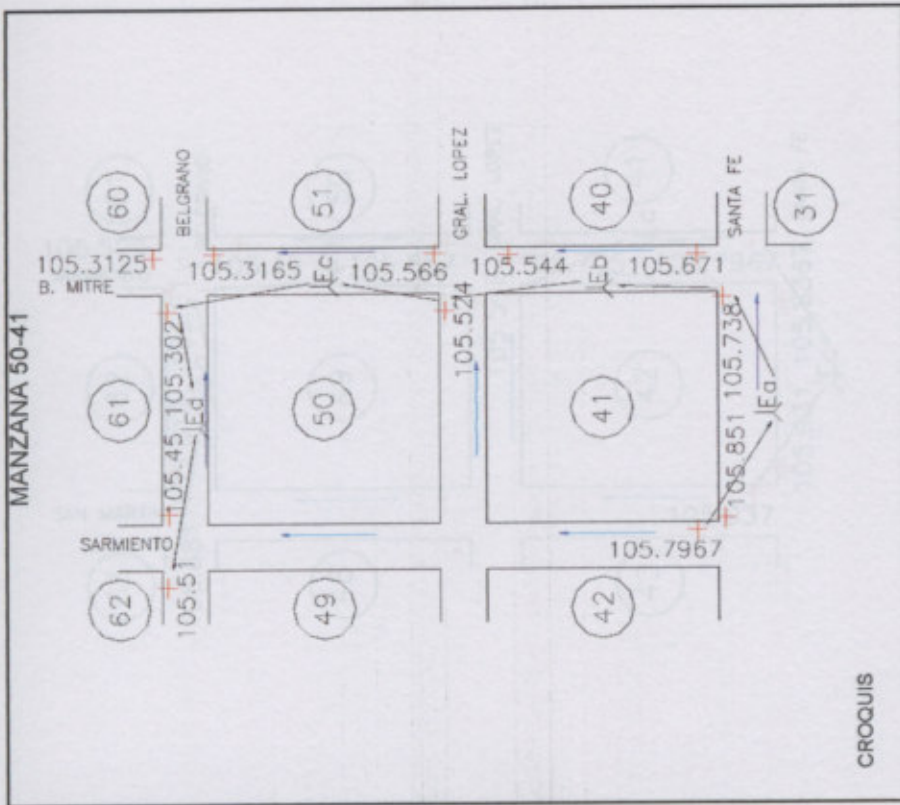 MANZANA 50-41
60
BELGRANO
51
GRAL. LOPEZ
40
SANTA FE
31
105.3125
B. MITRE
105.3165
Ec
105.566
105.544
Eb
105.671
105.302
105.524
105.738
61
Ed
50
41
Ea
105.45
105.851
SARMIENTO
105.7967
105.51
62
49
42
CROQUIS